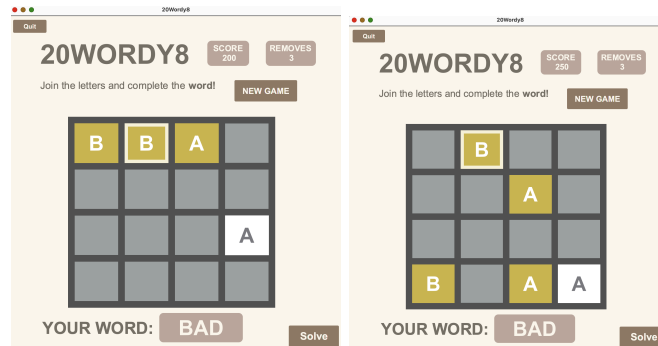 20Wordy8
Quit
20WORDY8
SCORE
200
REMOVES
3
Join the letters and complete the word!
NEW GAME
B B A
A
YOUR WORD: BAD
Solve
20Wordy8
Quit
20WORDY8
SCORE
250
REMOVES
3
Join the letters and complete the word!
NEW GAME
B
A
B A A
YOUR WORD: BAD
Solve